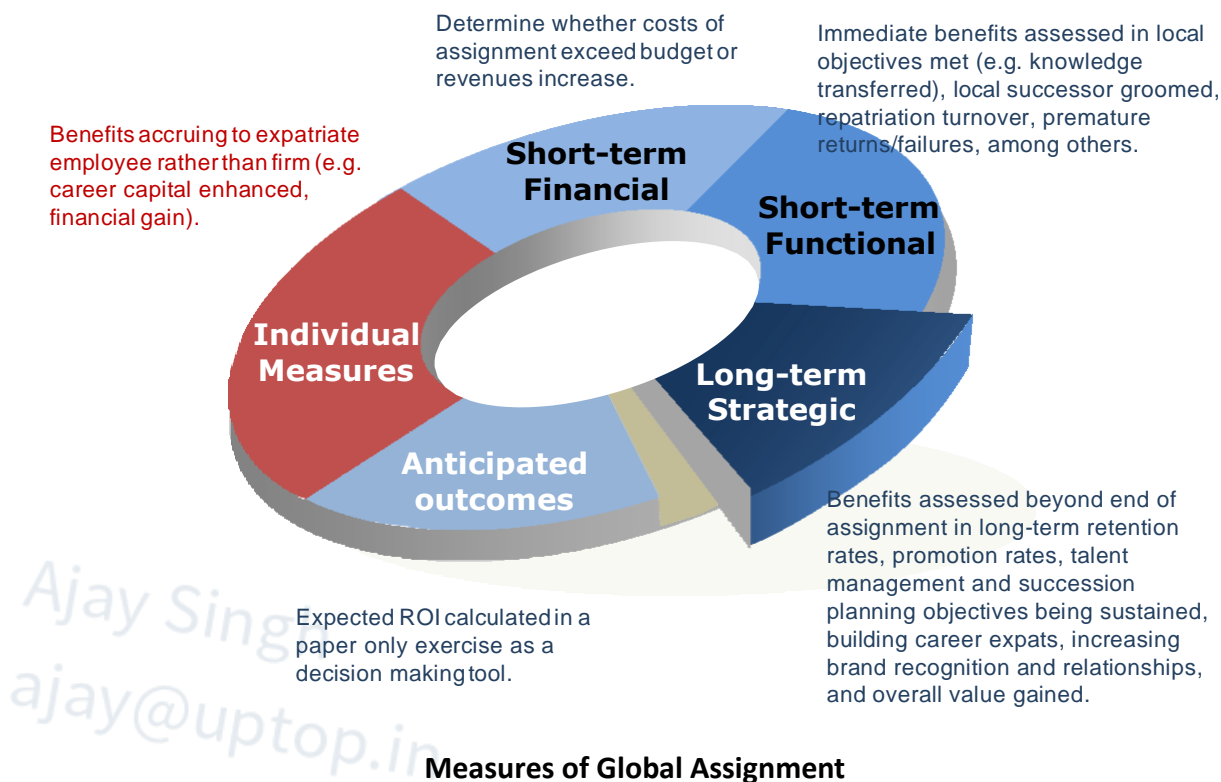 Determine whether costs of
assignment exceed budget or
revenues increase.
Immediate benefits assessed in local
objectives met (e.g. knowledge
transferred), local successor groomed,
repatriation turnover, premature
returns/failures, among others.
Benefits accruing to expatriate
employee rather than firm (e.g.
career capital enhanced,
financial gain).
Short-term
Financial
Short-term
Functional
Individual
Measures
Long-term
Strategic
Anticipated
outcomes
Benefits assessed beyond end of
assignment in long-term retention
rates, promotion rates, talent
management and succession
planning objectives being sustained,
building career expats, increasing
brand recognition and relationships,
and overall value gained.
Expected ROI calculated in a
paper only exercise as a
decision making tool.
Ajay Singh
ajay@uptop.in
Measures of Global Assignment